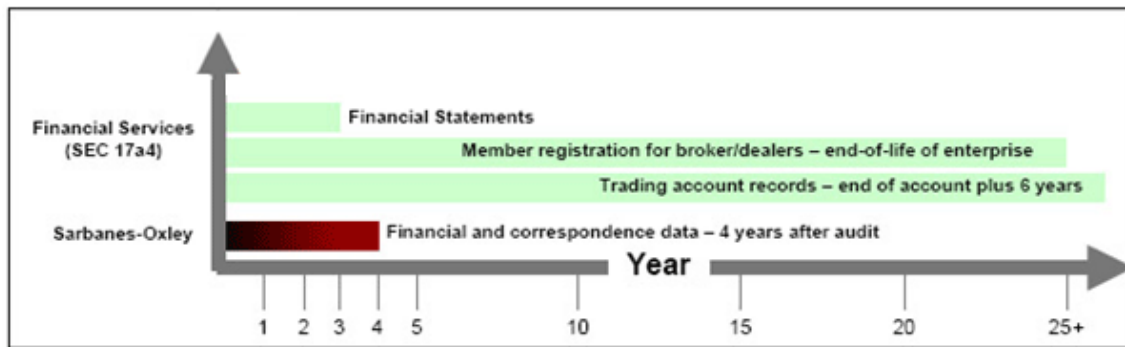 Financial Services
(SEC 17a4)
Financial Statements
Member registration for broker/dealers – end-of-life of enterprise
Trading account records – end of account plus 6 years
Sarbanes-Oxley
Financial and correspondence data – 4 years after audit
Year
1 2 3 4 5 10 15 20 25+